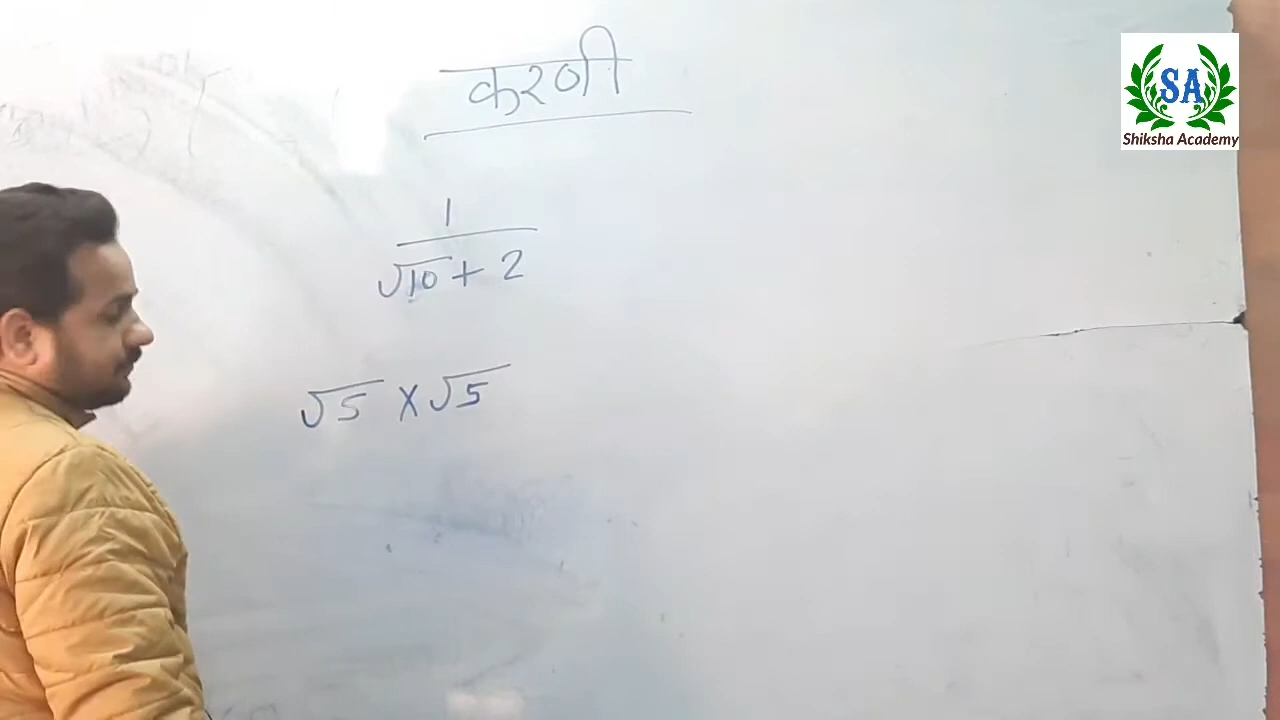 करणी
1
√10 + 2
√5 × √5
SA
Shiksha Academy